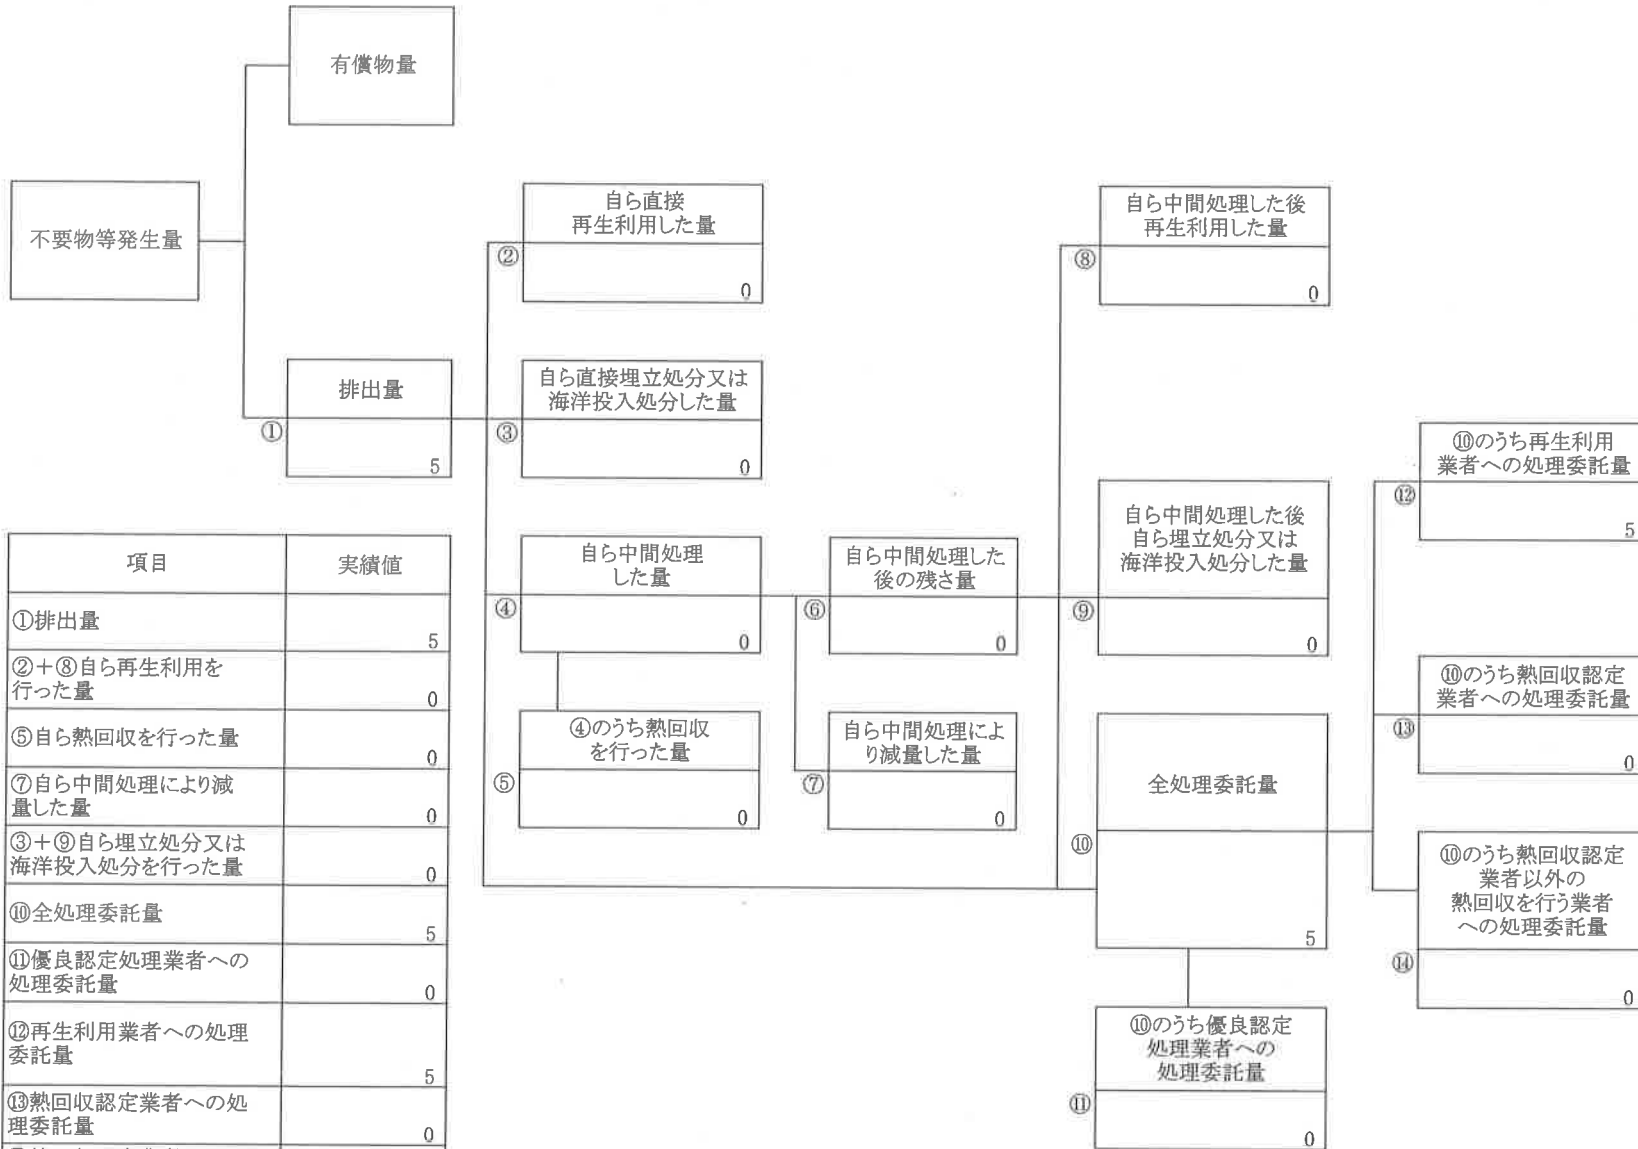 有償物量
不要物等発生量
自ら直接
再生利用した量
②
0
自ら中間処理した後
再生利用した量
⑧
0
排出量
①
5
自ら直接埋立処分又は
海洋投入処分した量
③
0
⑩のうち再生利用
業者への処理委託量
⑫
5
自ら中間処理
した量
④
0
自ら中間処理した
後の残さ量
⑥
0
自ら中間処理した後
自ら埋立処分又は
海洋投入処分した量
⑨
0
⑩のうち熱回収認定
業者への処理委託量
⑬
0
④のうち熱回収
を行った量
⑤
0
自ら中間処理によ
り減量した量
⑦
0
全処理委託量
⑩
5
⑩のうち熱回収認定
業者以外の
熱回収を行う業者
への処理委託量
⑭
0
⑩のうち優良認定
処理業者への
処理委託量
⑪
0
項目 実績値
①排出量
5
②+⑧自ら再生利用を
行った量 0
⑤自ら熱回収を行った量
0
⑦自ら中間処理により減
量した量 0
③+⑨自ら埋立処分又は
海洋投入処分を行った量 0
⑩全処理委託量
5
⑪優良認定処理業者への
処理委託量 0
⑫再生利用業者への処理
委託量
5
⑬熱回収認定業者への処
理委託量 0